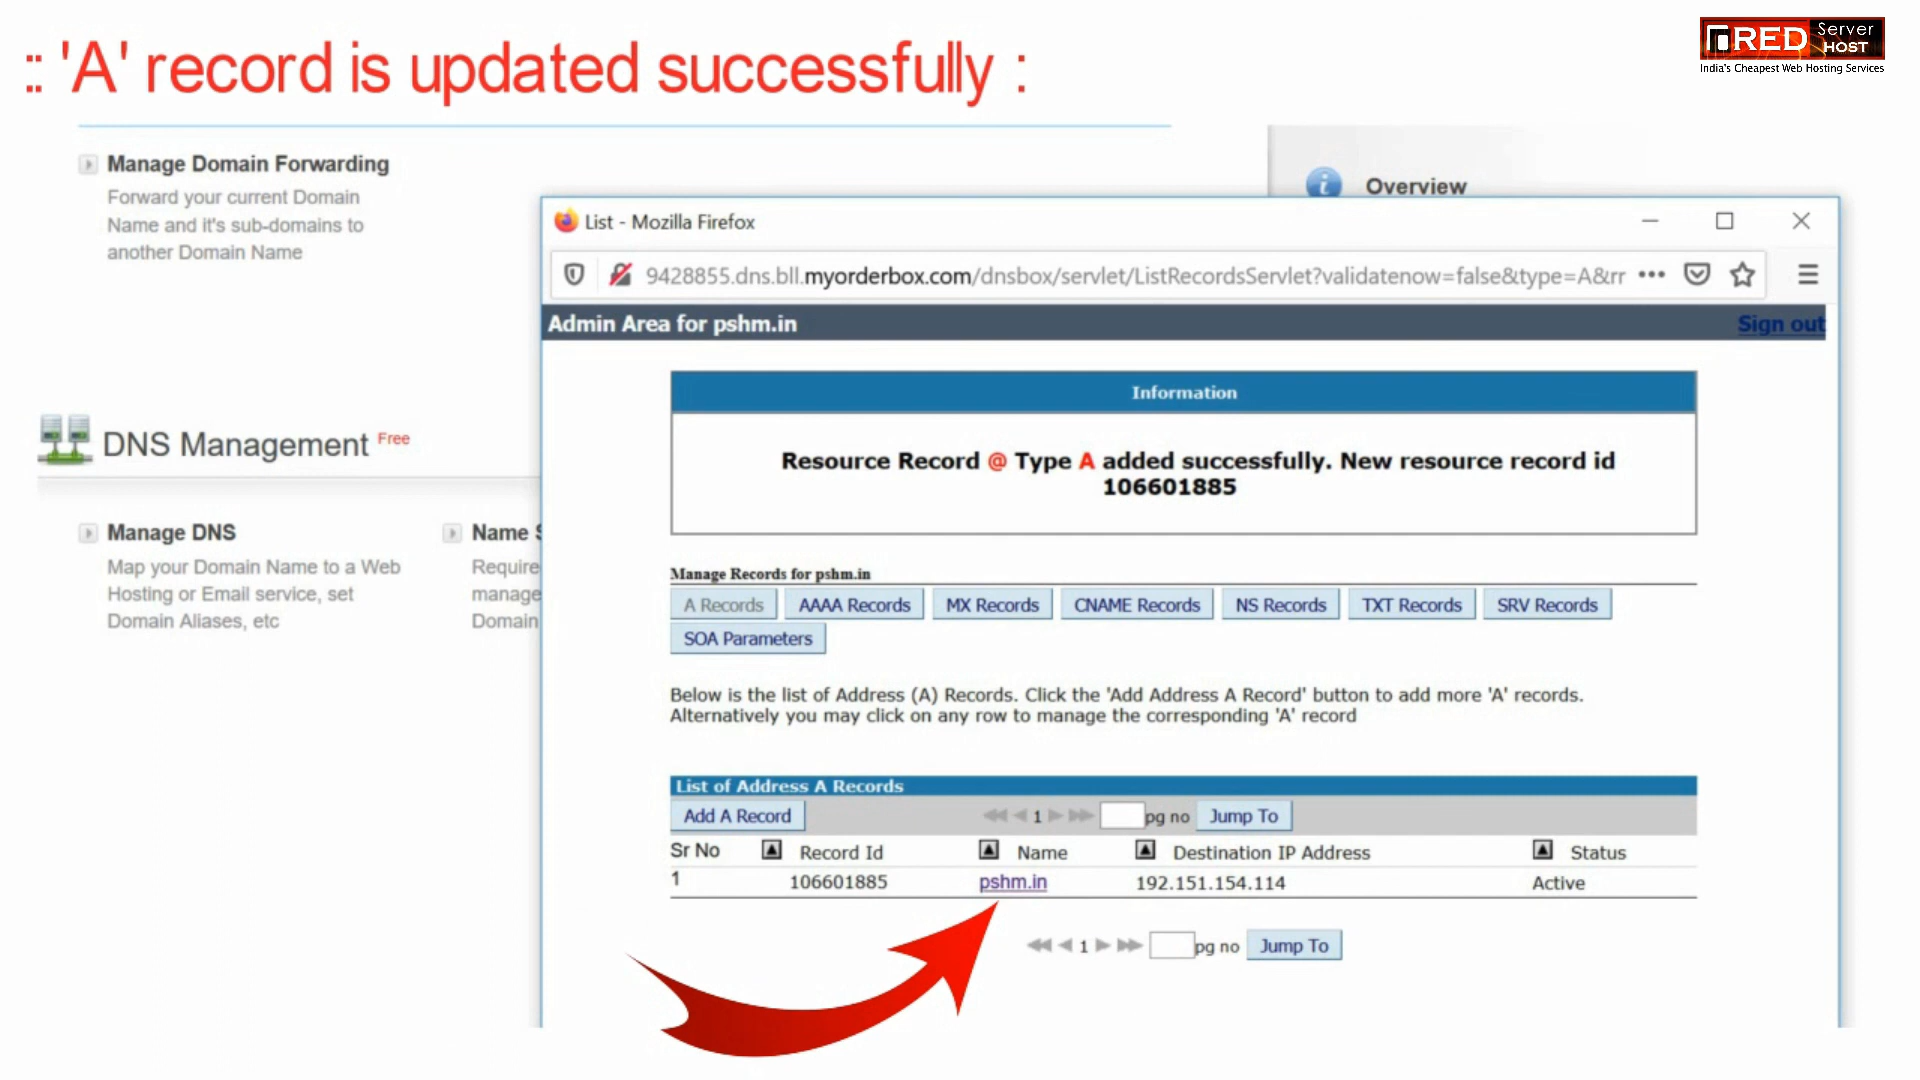 :: 'A' record is updated successfully :
RED Server HOST
India's Cheapest Web Hosting Services
Manage Domain Forwarding
Forward your current Domain
Name and it's sub-domains to
another Domain Name
Overview
DNS Management Free
Manage DNS
Map your Domain Name to a Web
Hosting or Email service, set
Domain Aliases, etc
Name S
Require
manage
Domain
List - Mozilla Firefox
9428855.dns.bll.myorderbox.com/dnsbox/servlet/ListRecordsServlet?validatenow=false&type=A&rr
Admin Area for pshm.in
Sign out
Information
Resource Record @ Type A added successfully. New resource record id
106601885
Manage Records for pshm.in
A Records AAAA Records MX Records CNAME Records NS Records TXT Records SRV Records
SOA Parameters
Below is the list of Address (A) Records. Click the 'Add Address A Record' button to add more 'A' records.
Alternatively you may click on any row to manage the corresponding 'A' record
List of Address A Records
Add A Record 1 pg no Jump To
Sr No Record Id Name Destination IP Address Status
1 106601885 pshm.in 192.151.154.114 Active
1 pg no Jump To